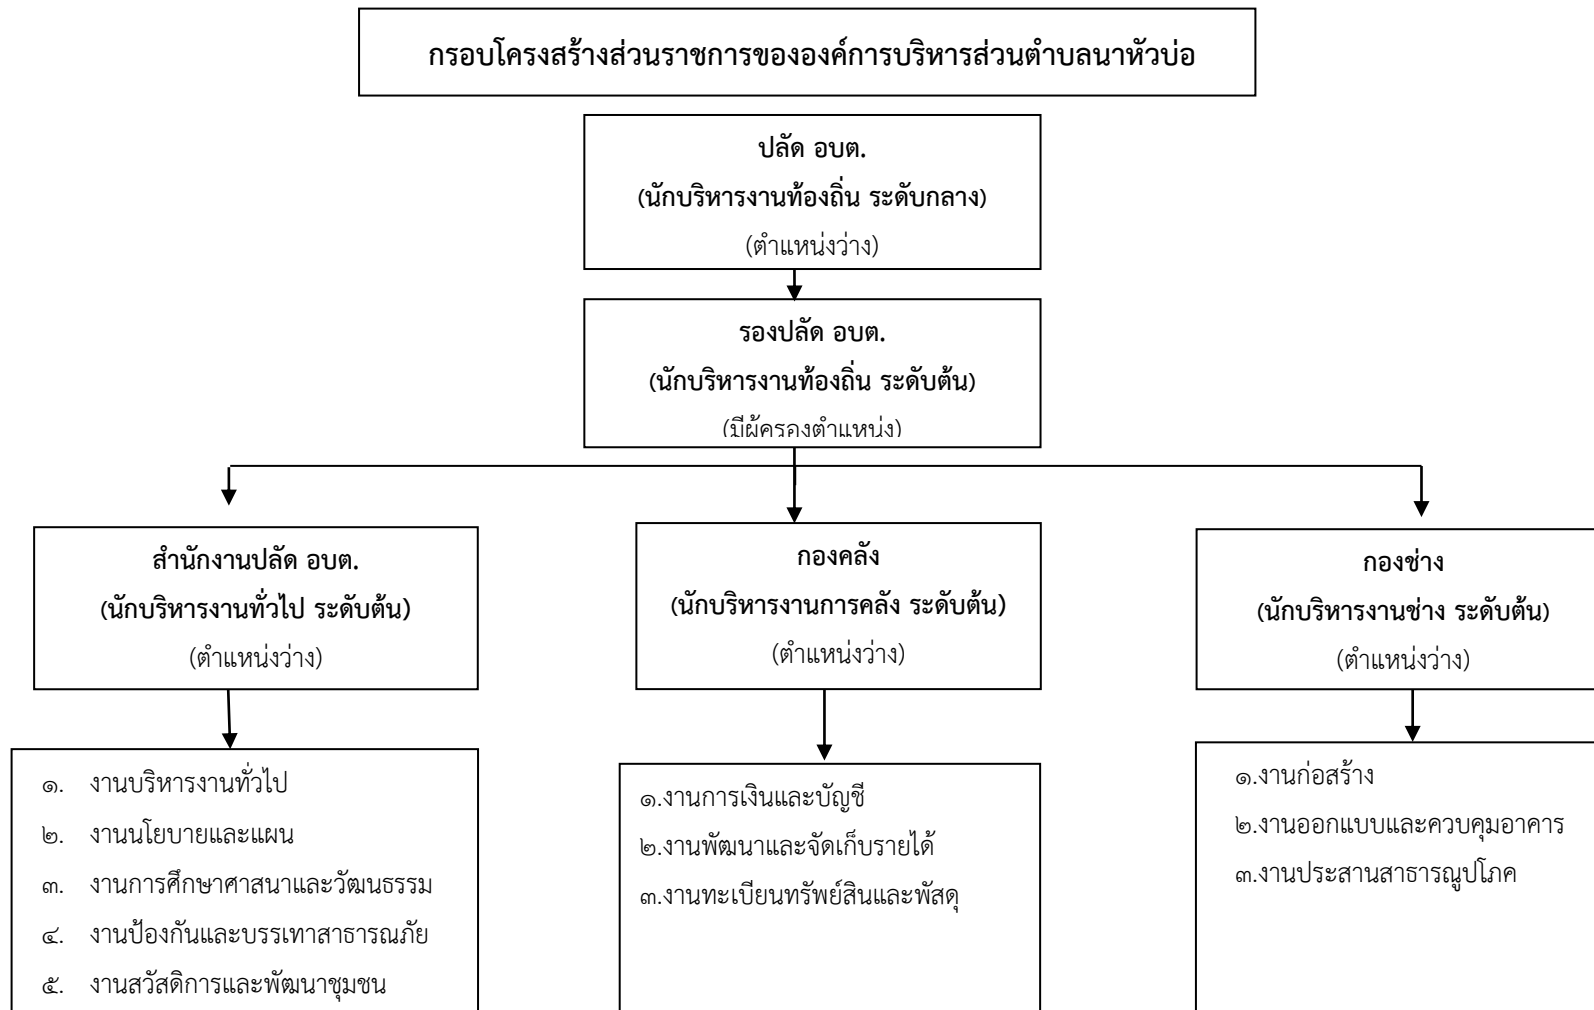 กรอบโครงสร้างส่วนราชการขององค์การบริหารส่วนตำบลนาหัวบ่อ
ปลัด อบต.
(นักบริหารงานท้องถิ่น ระดับกลาง)
(ตำแหน่งว่าง)
รองปลัด อบต.
(นักบริหารงานท้องถิ่น ระดับต้น)
(มีผู้ครองตำแหน่ง)
สำนักงานปลัด อบต.
(นักบริหารงานทั่วไป ระดับต้น)
(ตำแหน่งว่าง)
๑. งานบริหารงานทั่วไป
๒. งานนโยบายและแผน
๓. งานการศึกษาศาสนาและวัฒนธรรม
๔. งานป้องกันและบรรเทาสาธารณภัย
๕. งานสวัสดิการและพัฒนาชุมชน
กองคลัง
(นักบริหารงานการคลัง ระดับต้น)
(ตำแหน่งว่าง)
๑.งานการเงินและบัญชี
๒.งานพัฒนาและจัดเก็บรายได้
๓.งานทะเบียนทรัพย์สินและพัสดุ
กองช่าง
(นักบริหารงานช่าง ระดับต้น)
(ตำแหน่งว่าง)
๑.งานก่อสร้าง
๒.งานออกแบบและควบคุมอาคาร
๓.งานประสานสาธารณูปโภค